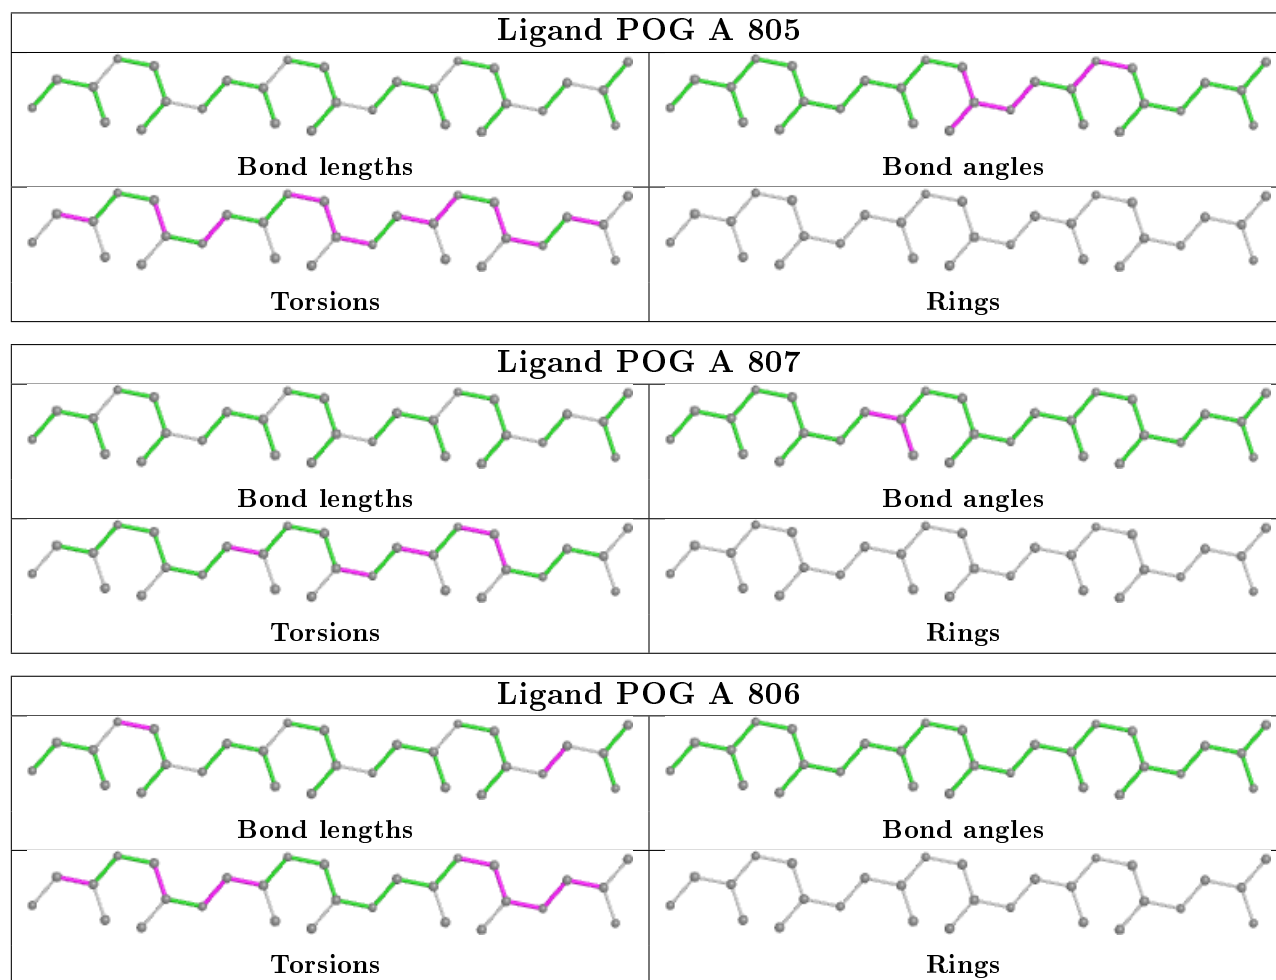 Ligand POG A 805
Bond lengths
Bond angles
Torsions
Rings
Ligand POG A 807
Bond lengths
Bond angles
Torsions
Rings
Ligand POG A 806
Bond lengths
Bond angles
Torsions
Rings